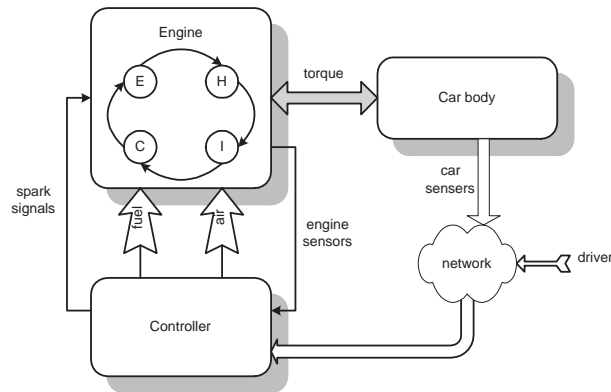 Engine
E
H
C
I
torque
Car body
spark
signals
fuel
air
engine
sensors
car
sensers
network
driver
Controller